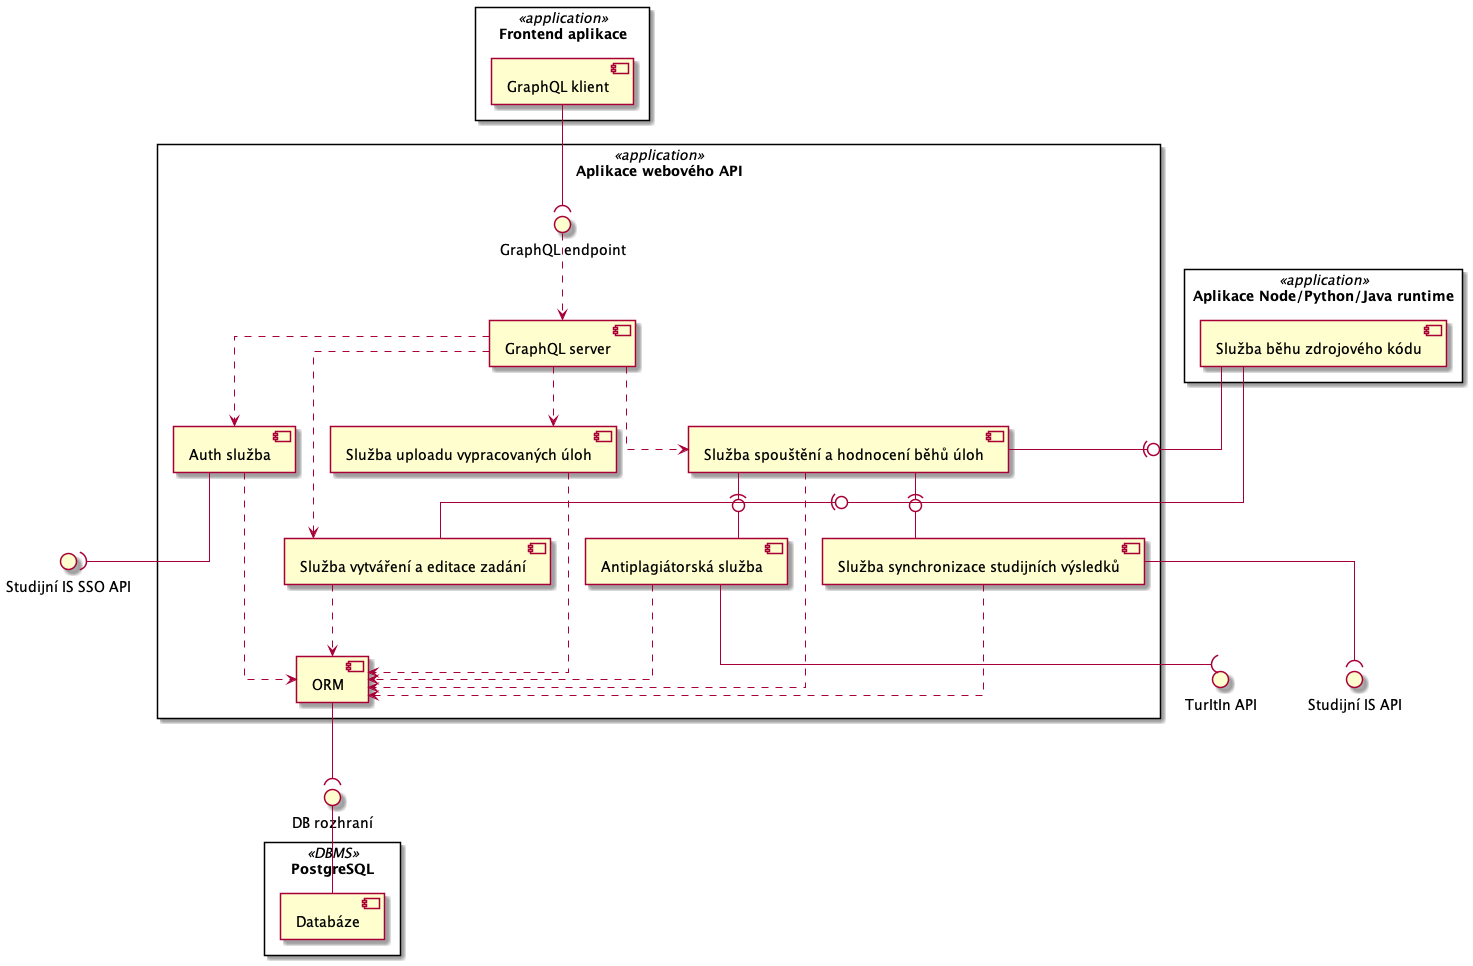 «application»
Frontend aplikace
GraphQL klient
«application»
Aplikace webového API
GraphQL endpoint
«application»
Aplikace Node/Python/Java runtime
GraphQL server
Služba běhu zdrojového kódu
Auth služba
Služba uploadu vypracovaných úloh
Služba spouštění a hodnocení běhů úloh
Služba vytváření a editace zadání
Antiplagiátorská služba
Služba synchronizace studijních výsledků
Studijní IS SSO API
ORM
TurItIn API
Studijní IS API
DB rozhraní
«DBMS»
PostgreSQL
Databáze